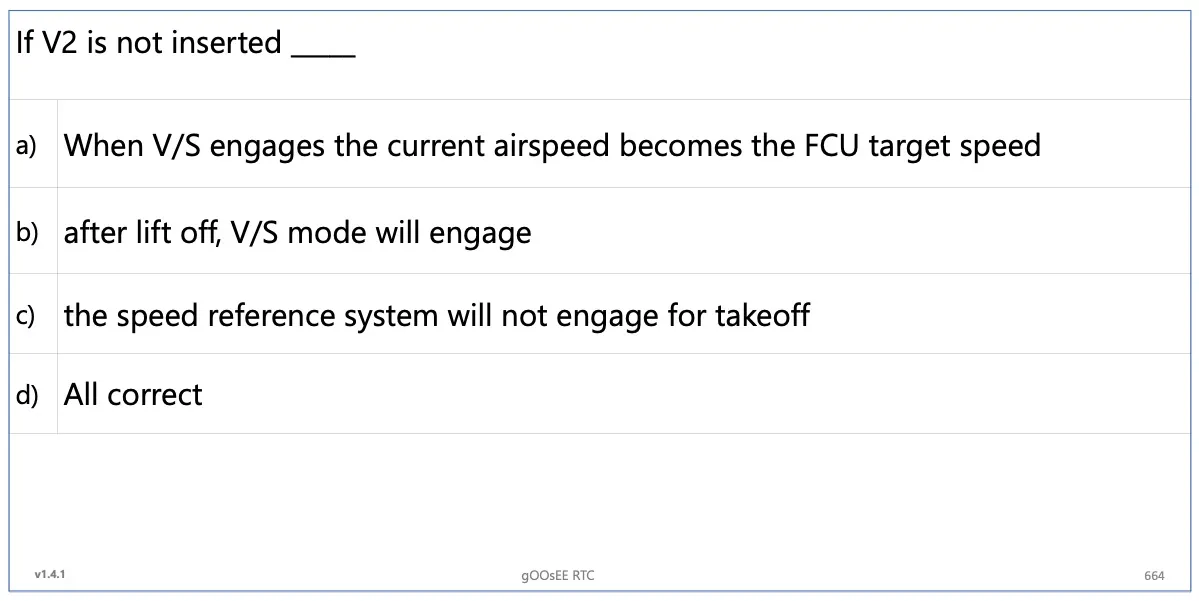 If V2 is not inserted _____
a) When V/S engages the current airspeed becomes the FCU target speed
b) after lift off, V/S mode will engage
c) the speed reference system will not engage for takeoff
d) All correct
v1.4.1 gOOsEE RTC 664